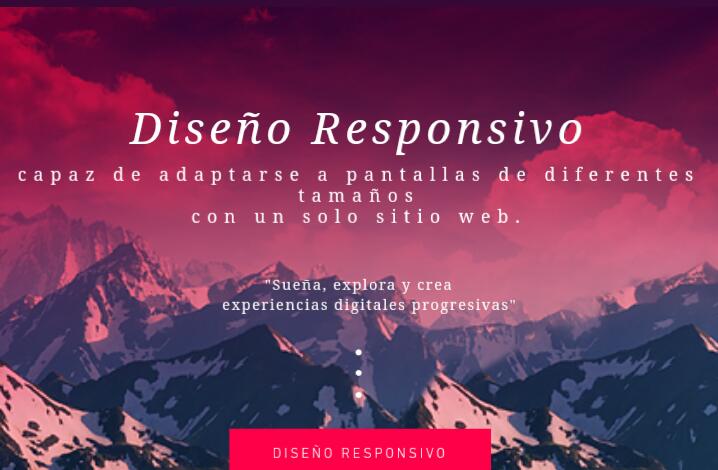 Diseño Responsivo
capaz de adaptarse a pantallas de diferentes
tamaños
con un solo sitio web.
"Sueña, explora y crea
experiencias digitales progresivas"
DISEÑO RESPONSIVO